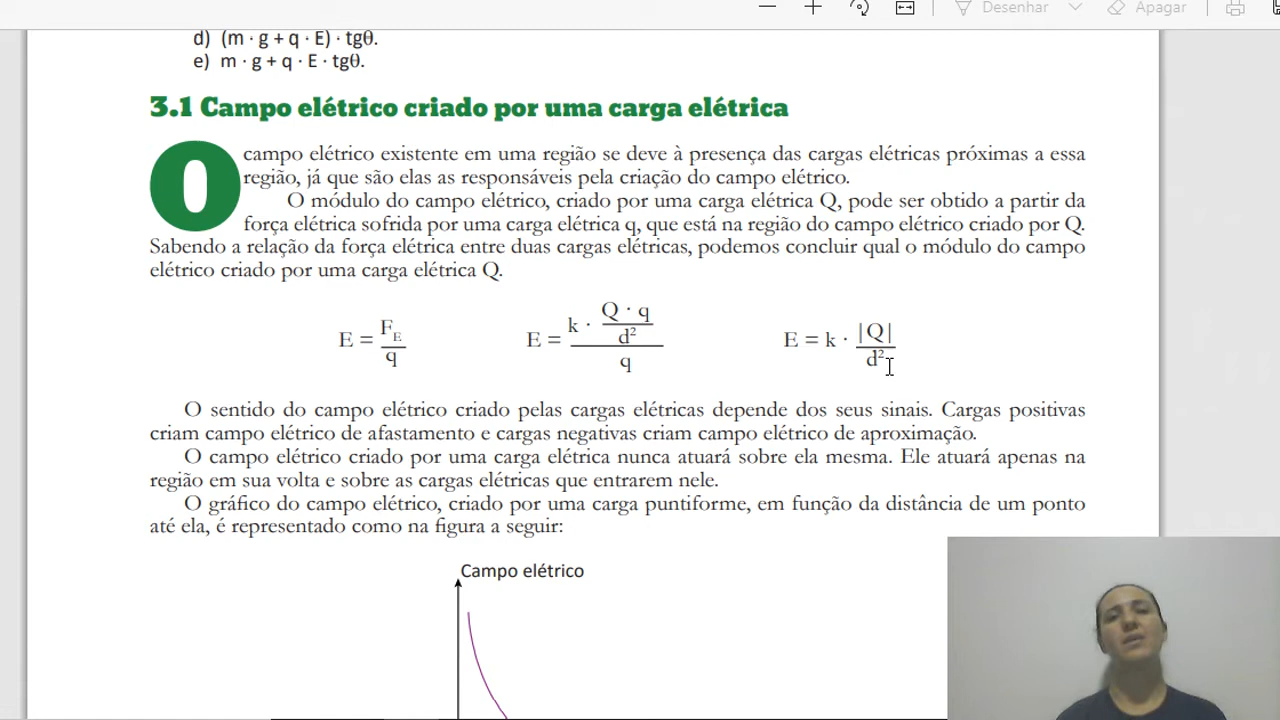 Desenhar
Apagar
d) (m · g + q · E) · tgθ.
e) m · g + q · E · tgθ.
3.1 Campo elétrico criado por uma carga elétrica
O campo elétrico existente em uma região se deve à presença das cargas elétricas próximas a essa
região, já que são elas as responsáveis pela criação do campo elétrico.
O módulo do campo elétrico, criado por uma carga elétrica Q, pode ser obtido a partir da
força elétrica sofrida por uma carga elétrica q, que está na região do campo elétrico criado por Q.
Sabendo a relação da força elétrica entre duas cargas elétricas, podemos concluir qual o módulo do campo
elétrico criado por uma carga elétrica Q.
E = F_E / q
E = k · (Q · q / d²) / q
E = k · |Q| / d²
O sentido do campo elétrico criado pelas cargas elétricas depende dos seus sinais. Cargas positivas
criam campo elétrico de afastamento e cargas negativas criam campo elétrico de aproximação.
O campo elétrico criado por uma carga elétrica nunca atuará sobre ela mesma. Ele atuará apenas na
região em sua volta e sobre as cargas elétricas que entrarem nele.
O gráfico do campo elétrico, criado por uma carga puntiforme, em função da distância de um ponto
até ela, é representado como na figura a seguir:
Campo elétrico